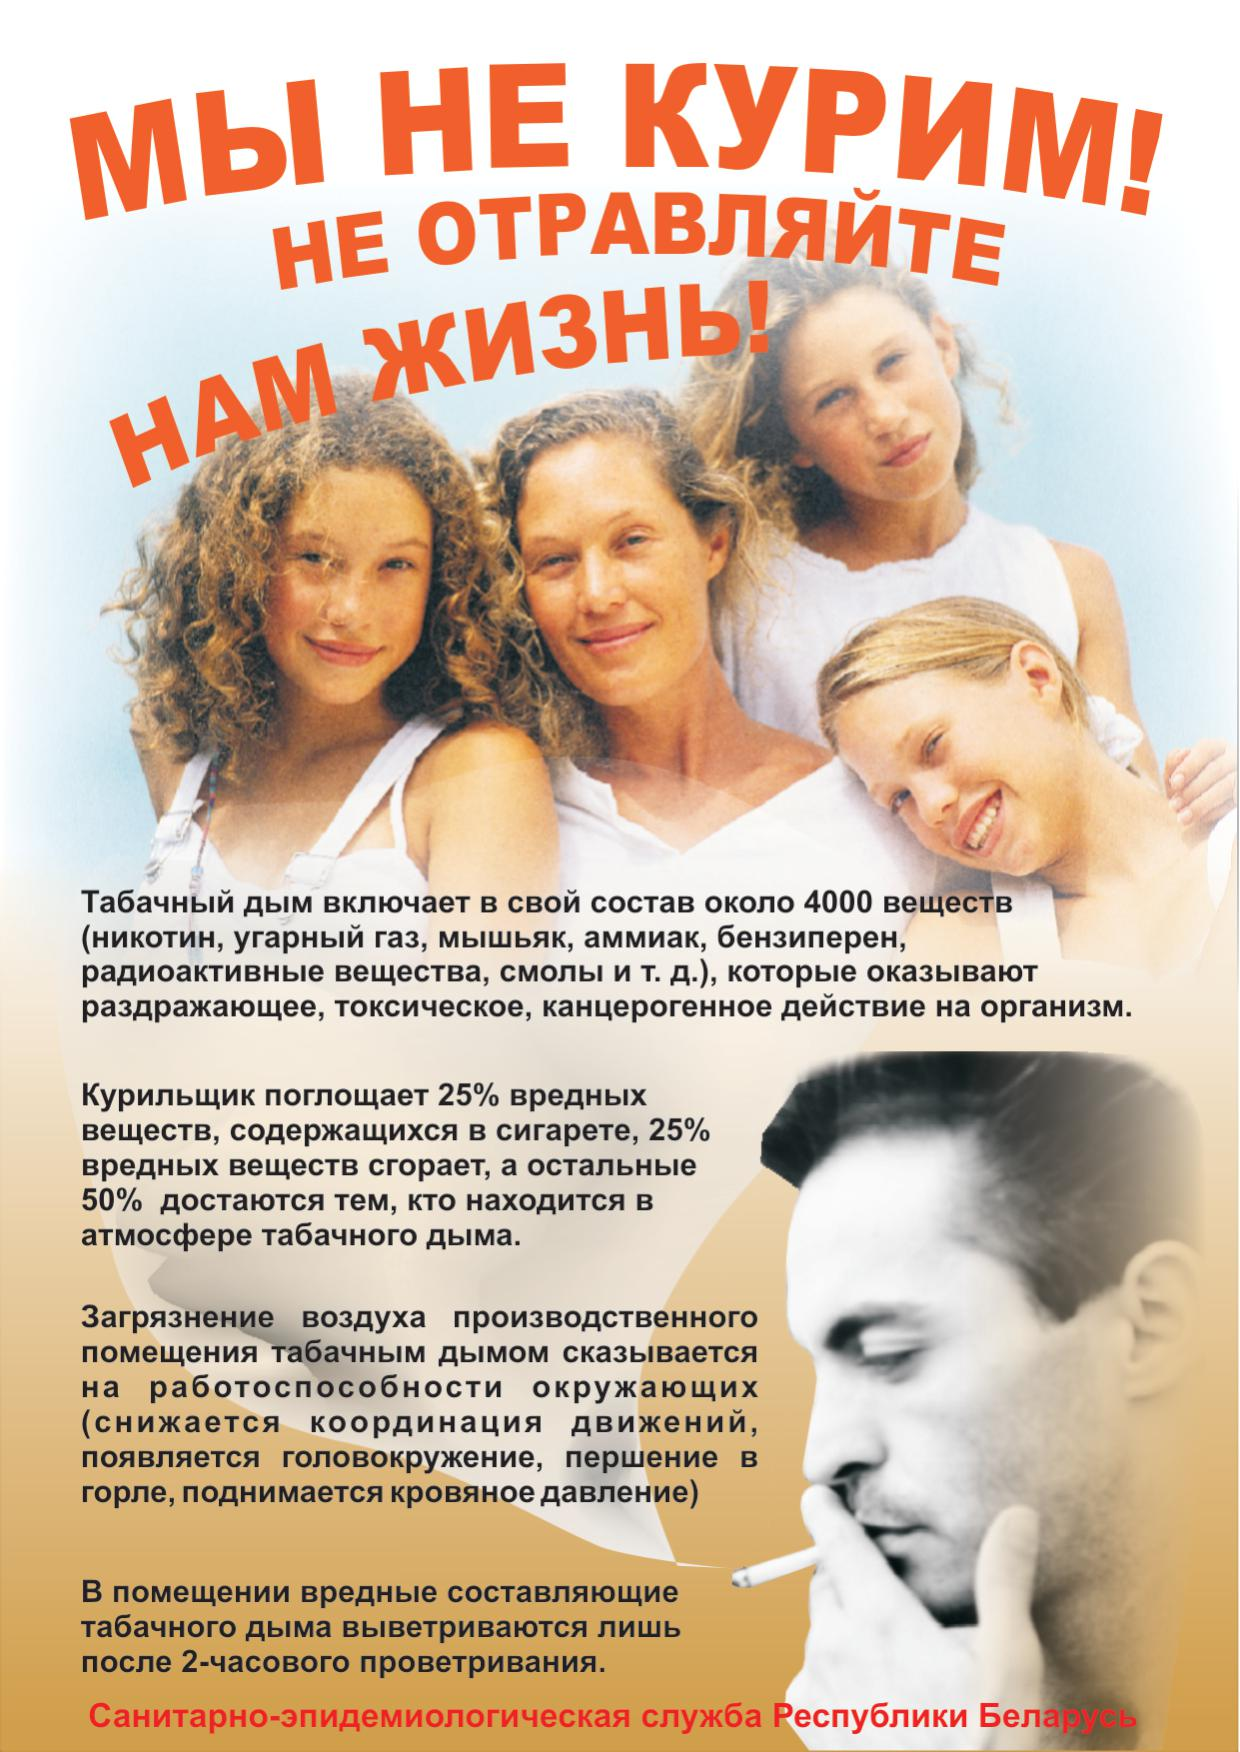 МЫ НЕ КУРИМ!
НЕ ОТРАВЛЯЙТЕ
НАМ ЖИЗНЬ!
Табачный дым включает в свой состав около 4000 веществ
(никотин, угарный газ, мышьяк, аммиак, бензиперен,
радиоактивные вещества, смолы и т. д.), которые оказывают
раздражающее, токсическое, канцерогенное действие на организм.
Курильщик поглощает 25% вредных
веществ, содержащихся в сигарете, 25%
вредных веществ сгорает, а остальные
50% достаются тем, кто находится в
атмосфере табачного дыма.
Загрязнение воздуха производственного
помещения табачным дымом сказывается
на работоспособности окружающих
(снижается координация движений,
появляется головокружение, першение в
горле, поднимается кровяное давление)
В помещении вредные составляющие
табачного дыма выветриваются лишь
после 2-часового проветривания.
Санитарно-эпидемиологическая служба Республики Беларусь